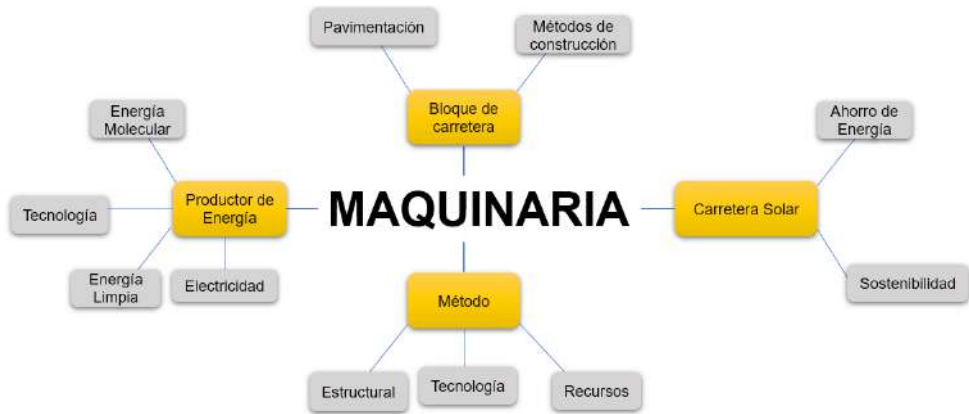 Pavimentación
Métodos de
construcción
Bloque de
carretera
Energía
Molecular
Tecnología
Productor de
Energía
Energía
Limpia
Electricidad
MAQUINARIA
Ahorro de
Energía
Carretera Solar
Sostenibilidad
Método
Estructural
Tecnología
Recursos